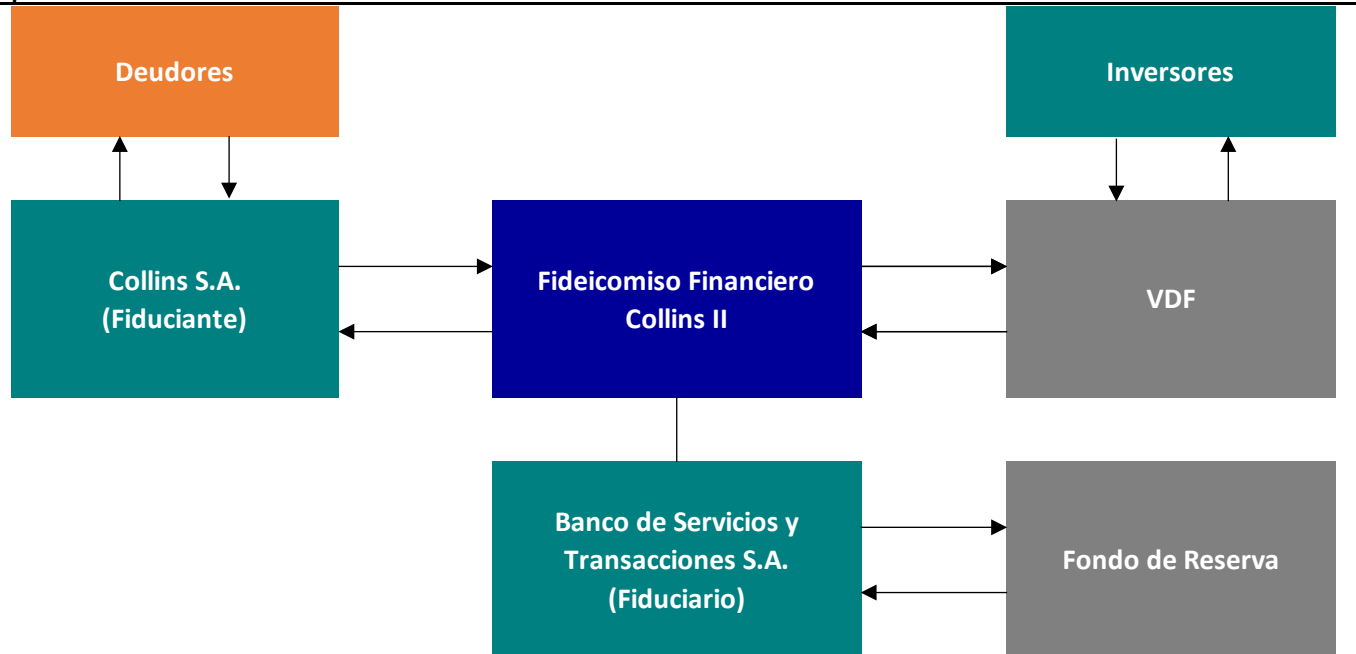 Deudores
Inversores
Collins S.A.
(Fiduciante)
Fideicomiso Financiero
Collins II
VDF
Banco de Servicios y
Transacciones S.A.
(Fiduciario)
Fondo de Reserva